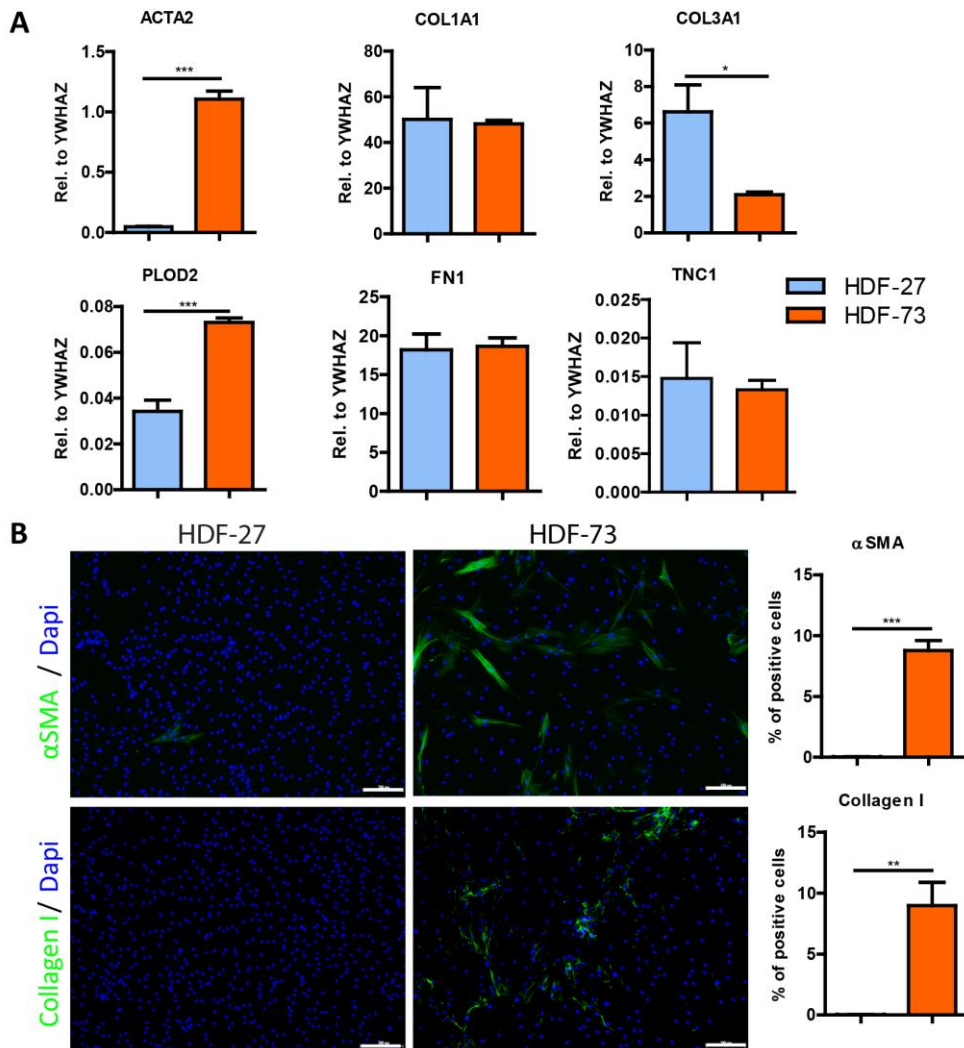 A
ACTA2
Rel. to YWHAZ
1.5
1.0
0.5
0.0
***
COL1A1
Rel. to YWHAZ
80
60
40
20
0
COL3A1
Rel. to YWHAZ
8
6
4
2
0
*
PLOD2
Rel. to YWHAZ
0.08
0.06
0.04
0.02
0.00
***
FN1
Rel. to YWHAZ
25
20
15
10
5
0
TNC1
Rel. to YWHAZ
0.025
0.020
0.015
0.010
0.005
0.000
HDF-27
HDF-73
B
HDF-27
HDF-73
αSMA / Dapi
Collagen I / Dapi
αSMA
% of positive cells
15
10
5
0
***
Collagen I
% of positive cells
15
10
5
0
**